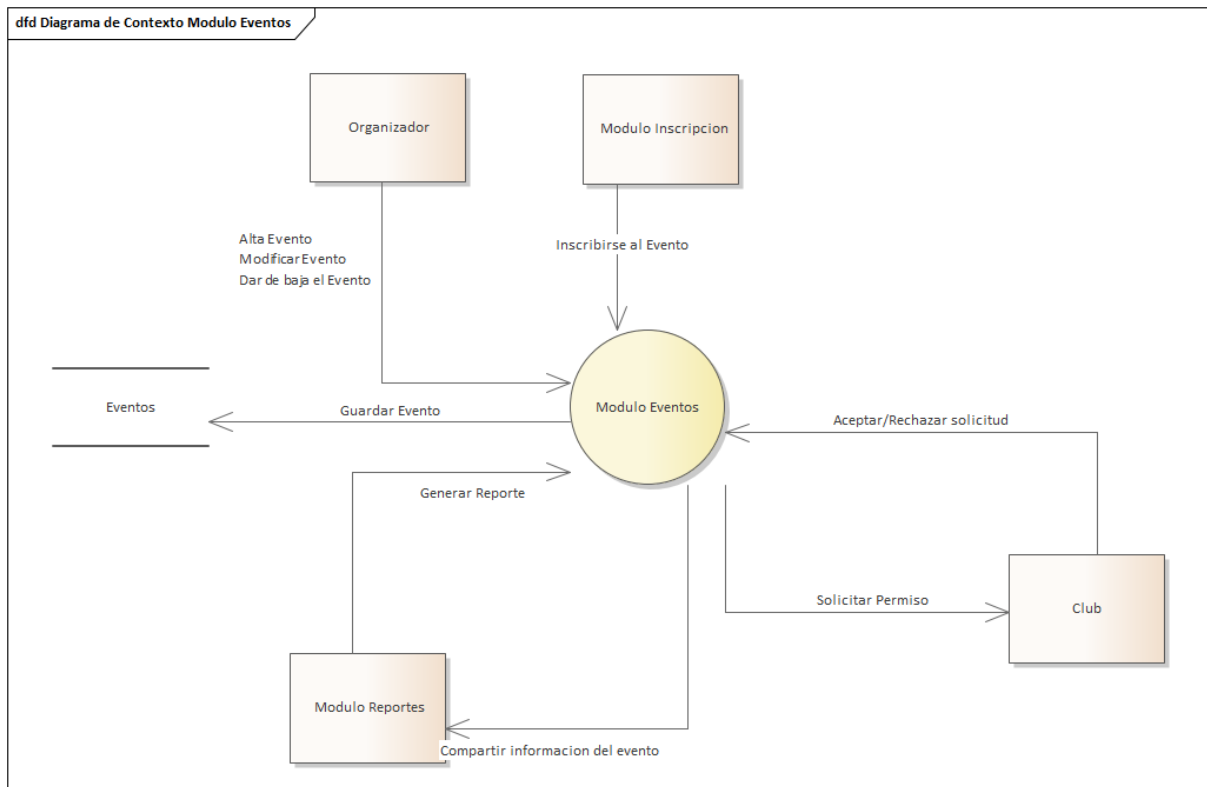 dfd Diagrama de Contexto Modulo Eventos
Organizador
Modulo Inscripcion
Alta Evento
Modificar Evento
Dar de baja el Evento
Inscribirse al Evento
Eventos
Guardar Evento
Modulo Eventos
Aceptar/Rechazar solicitud
Generar Reporte
Solicitar Permiso
Club
Modulo Reportes
Compartir informacion del evento